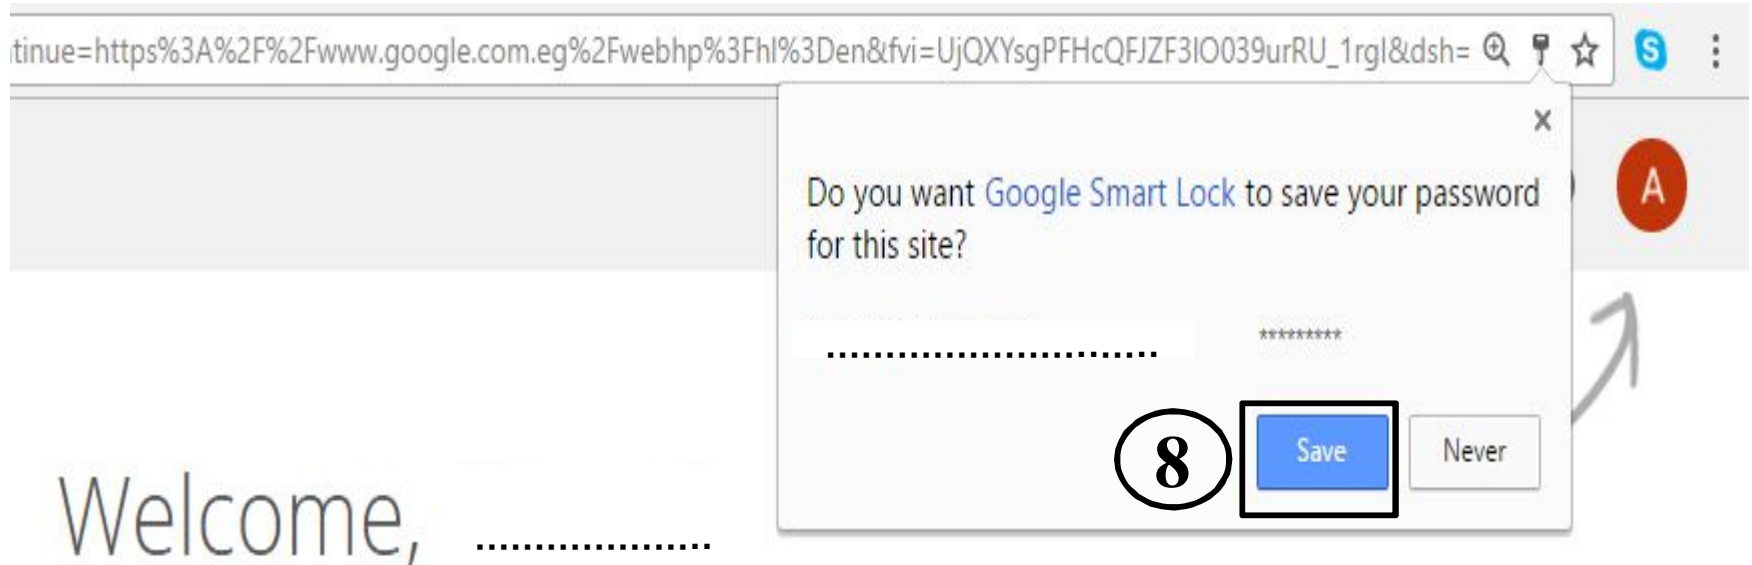 tinue=https%3A%2F%2Fwww.google.com.eg%2Fwebhp%3Fhl%3Den&fvi=UjQXYsgPFHcQFJZF3IO039urRU_1rgI&dsh=
S
A
Do you want Google Smart Lock to save your password
for this site?
............................ *********
8 Save Never
Welcome, ....................